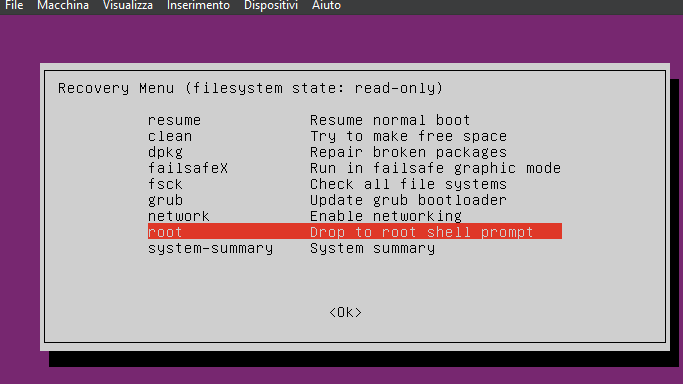 File Macchina Visualizza Inserimento Dispositivi Aiuto
Recovery Menu (filesystem state: read-only)
resume Resume normal boot
clean Try to make free space
dpkg Repair broken packages
failsafeX Run in failsafe graphic mode
fsck Check all file systems
grub Update grub bootloader
network Enable networking
root Drop to root shell prompt
system-summary System summary
<Ok>